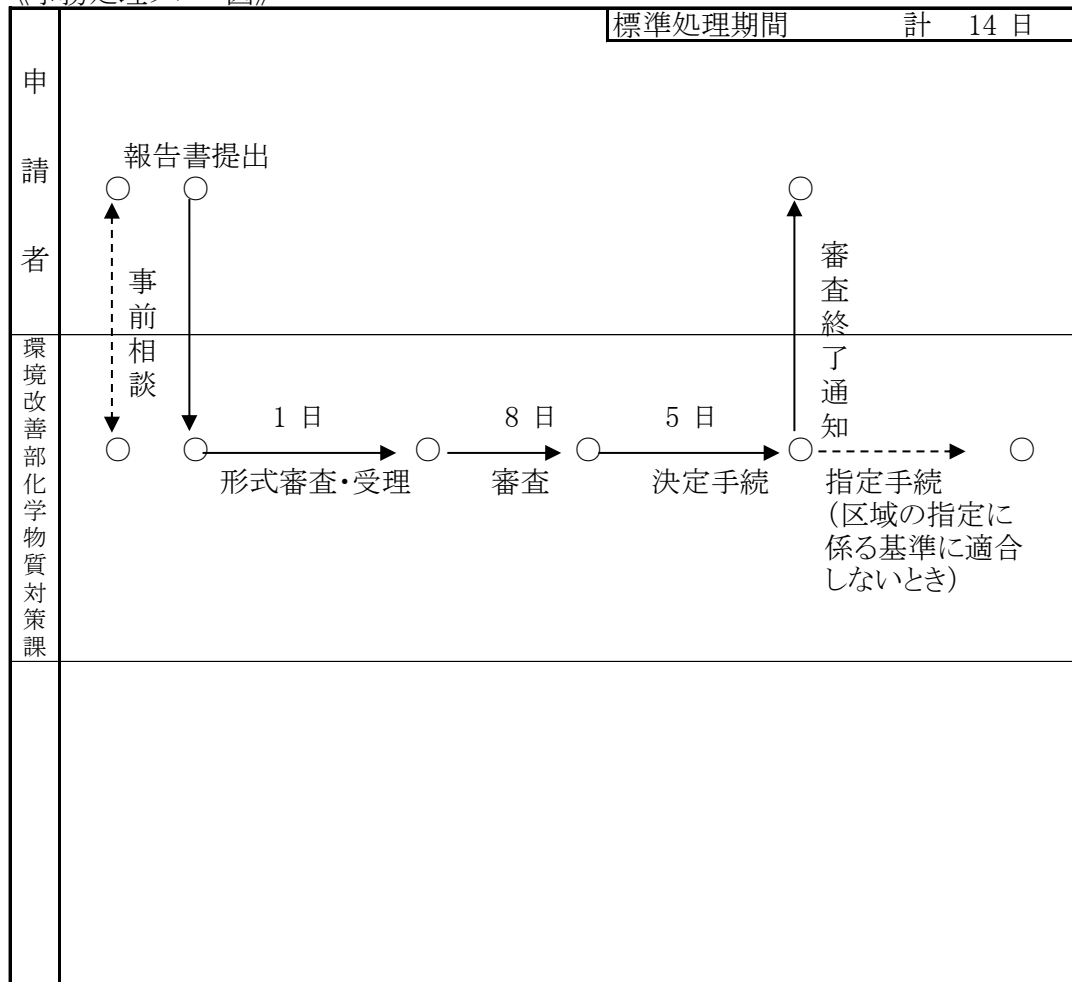 標準処理期間 計 14 日
申請者
報告書提出
事前相談
審査終了通知
環境改善部化学物質対策課
1 日
8 日
5 日
形式審査・受理
審査
決定手続
指定手続
(区域の指定に
係る基準に適合
しないとき)